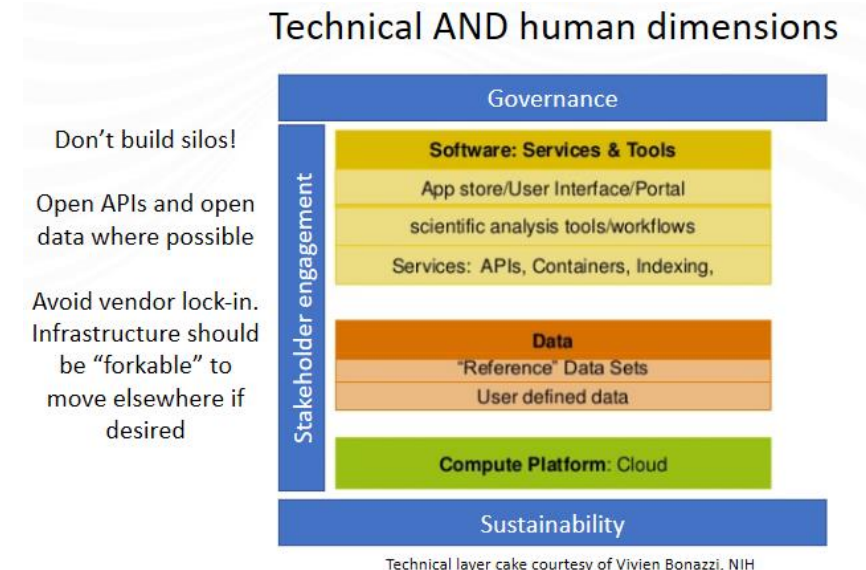 Technical AND human dimensions
Don’t build silos!
Open APIs and open
data where possible
Avoid vendor lock-in.
Infrastructure should
be “forkable” to
move elsewhere if
desired
Governance
Stakeholder engagement
Software: Services & Tools
App store/User Interface/Portal
scientific analysis tools/workflows
Services: APIs, Containers, Indexing,
Data
“Reference” Data Sets
User defined data
Compute Platform: Cloud
Sustainability
Technical layer cake courtesy of Vivien Bonazzi, NIH